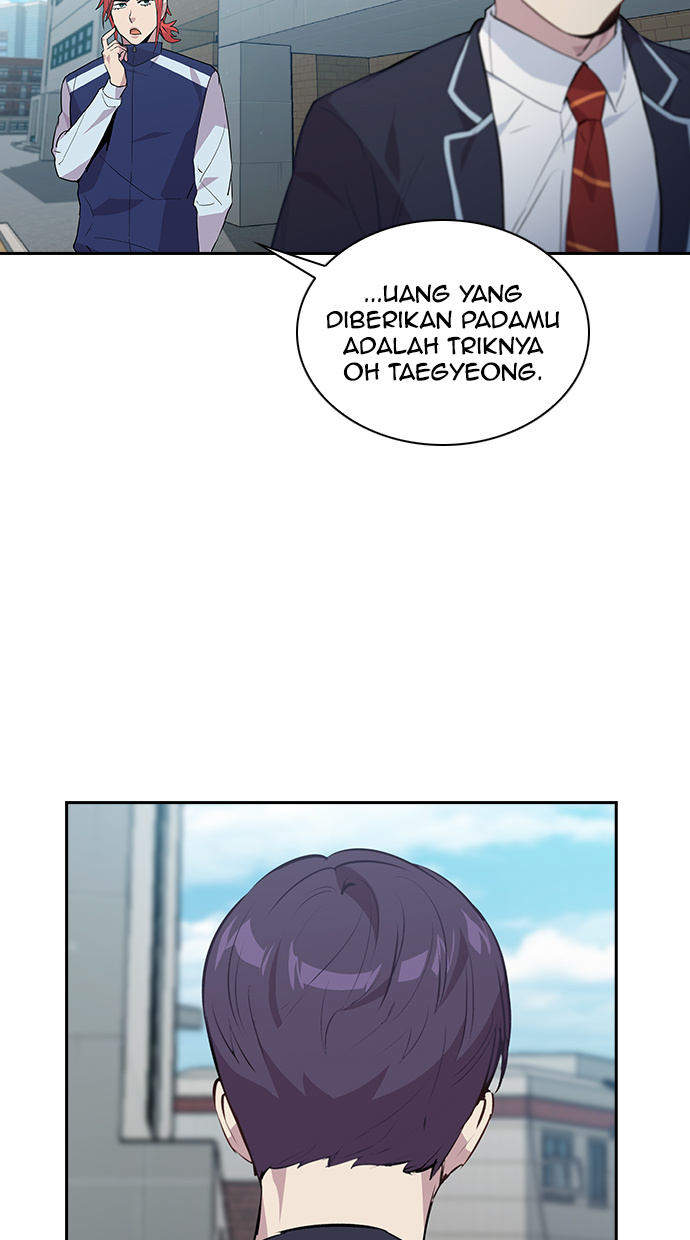 ...UANG YANG
DIBERIKAN PADAMU
ADALAH TRIKNYA
OH TAEGYEONG.